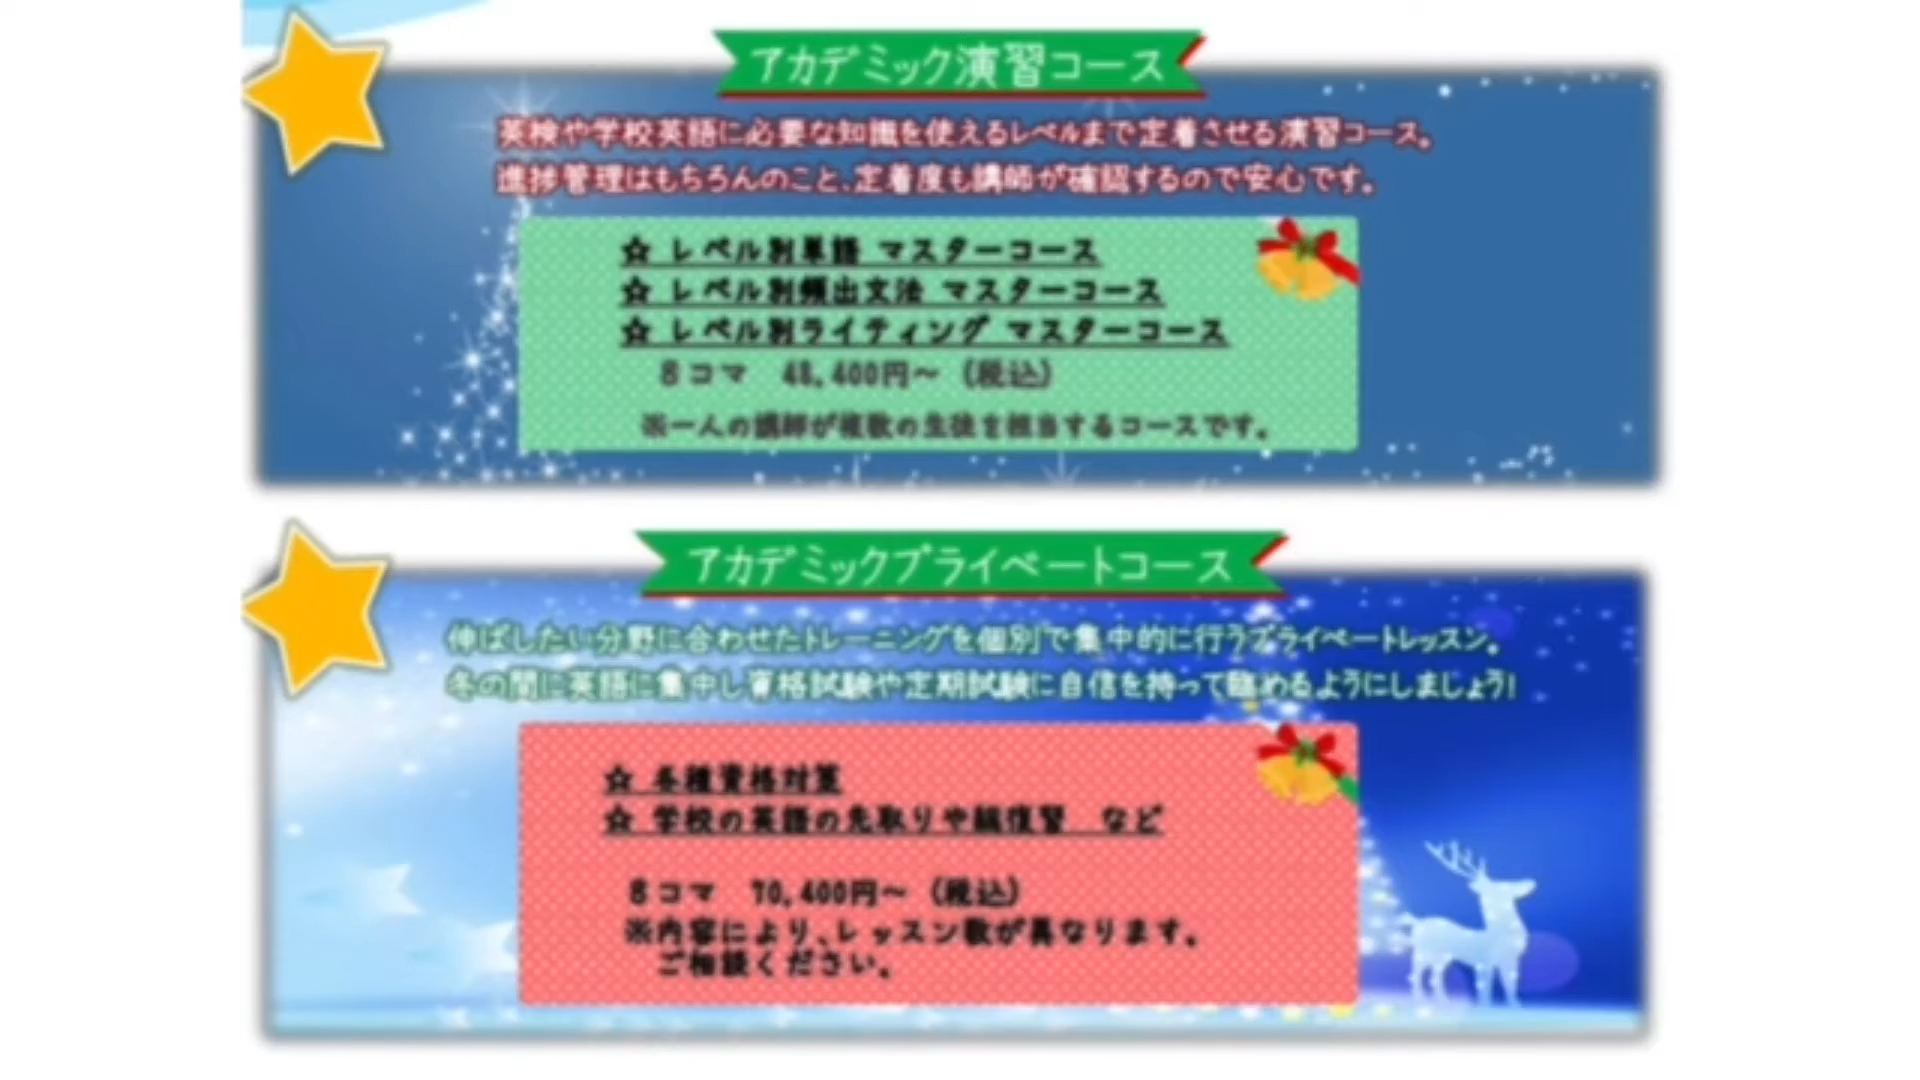 アカデミック演習コース
英検や学校英語に必要な知識を使えるレベルまで定着させる演習コース。
進捗管理はもちろんのこと、定着度も講師が確認するので安心です。
☆ レベル別単語 マスターコース
☆ レベル別頻出文法 マスターコース
☆ レベル別ライティング マスターコース
8コマ 48,400円～（税込）
※一人の講師が複数の生徒を担当するコースです。
アカデミックプライベートコース
伸ばしたい分野に合わせたトレーニングを個別で集中的に行うプライベートレッスン。
冬の間に英語に集中し資格試験や定期試験に自信を持って臨めるようにしましょう!
☆ 各種資格対策
☆ 学校の英語の先取りや総復習 など
8コマ 70,400円～（税込）
※内容により、レッスン数が異なります。
ご相談ください。